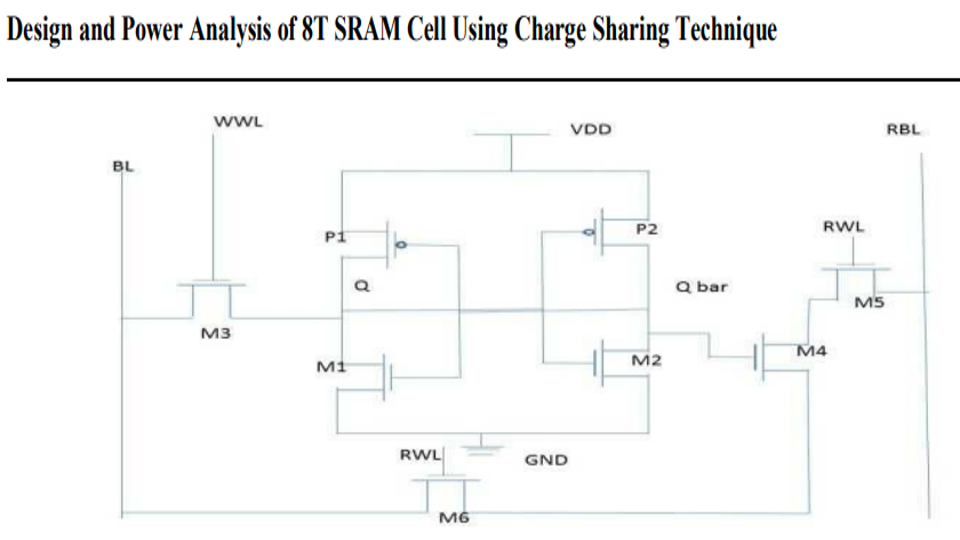 Design and Power Analysis of 8T SRAM Cell Using Charge Sharing Technique
WWL
VDD
RBL
BL
P1
P2
RWL
Q
Q bar
M5
M3
M1
M2
M4
RWL
GND
M6